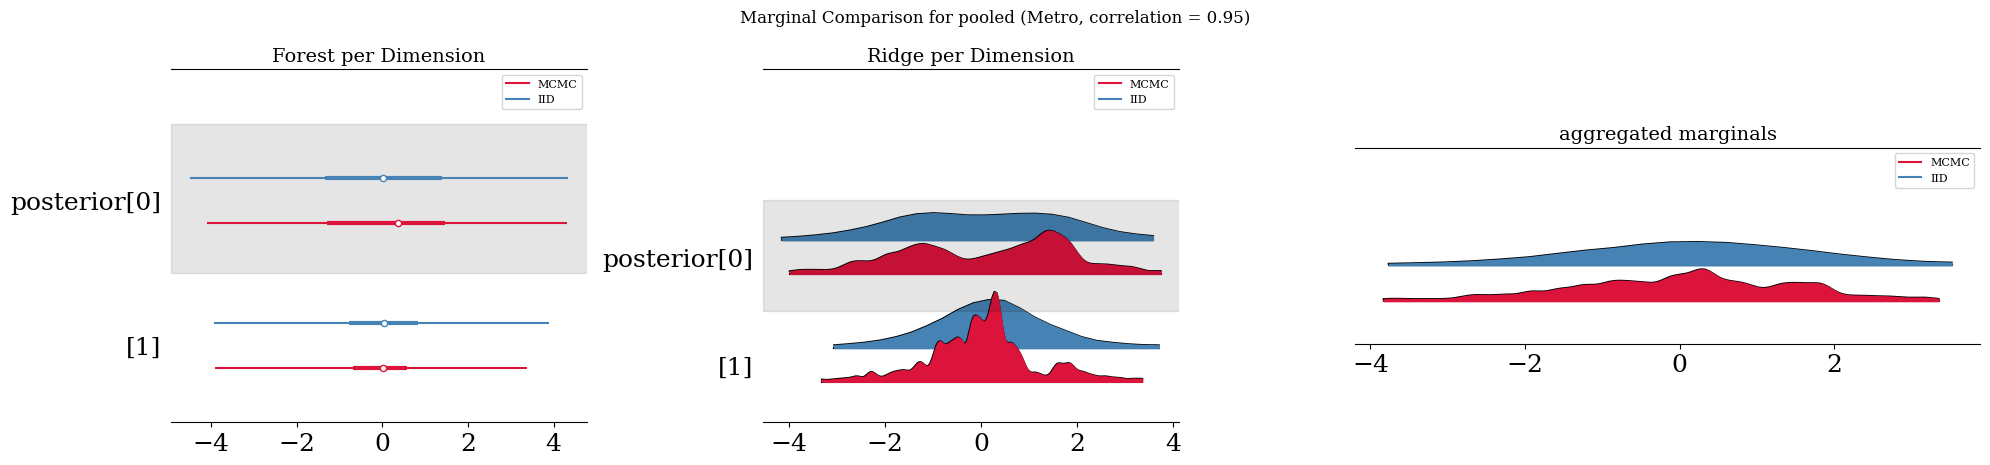 Marginal Comparison for pooled (Metro, correlation = 0.95)
Forest per Dimension
MCMC
IID
posterior[0]
[1]
−4 −2 0 2 4
Ridge per Dimension
MCMC
IID
posterior[0]
[1]
−4 −2 0 2 4
aggregated marginals
MCMC
IID
−4 −2 0 2